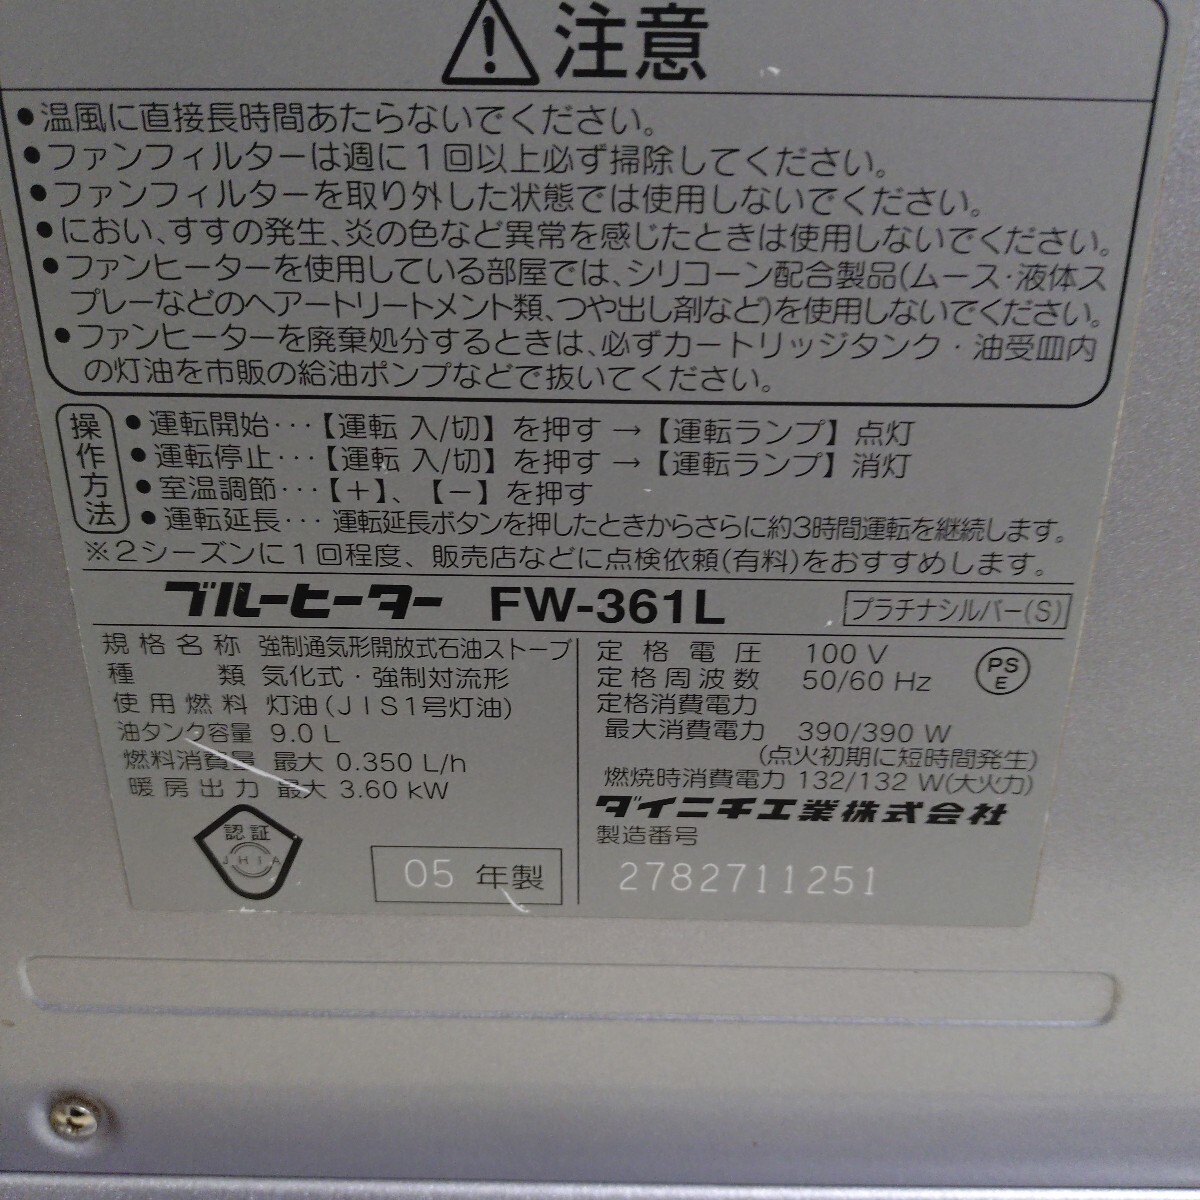 注意
●温風に直接長時間あたらないでください。
●ファンフィルターは週に1回以上必ず掃除してください。
●ファンフィルターを取り外した状態では使用しないでください。
●におい、すすの発生、炎の色など異常を感じたときは使用しないでください。
●ファンヒーターを使用している部屋では、シリコーン配合製品(ムース・液体ス
プレーなどのヘアートリートメント類、つや出し剤など)を使用しないでください。
●ファンヒーターを廃棄処分するときは、必ずカートリッジタンク・油受皿内
の灯油を市販の給油ポンプなどで抜いてください。
操作方法
●運転開始・・・【運転 入/切】を押す→【運転ランプ】点灯
●運転停止・・・【運転 入/切】を押す→【運転ランプ】消灯
●室温調節・・・【+】、【−】を押す
●運転延長・・・運転延長ボタンを押したときからさらに約3時間運転を継続します。
※2シーズンに1回程度、販売店などに点検依頼(有料)をおすすめします。
ブルーヒーター FW-361L プラチナシルバー(S)
規格名称 強制通気形開放式石油ストーブ
種類 気化式・強制対流形
使用燃料 灯油(JIS1号灯油)
油タンク容量 9.0 L
燃料消費量 最大 0.350 L/h
暖房出力 最大 3.60 kW
認証
JHIA
05 年製
定格電圧 100 V
定格周波数 50/60 Hz
PS
E
定格消費電力
最大消費電力 390/390 W
(点火初期に短時間発生)
燃焼時消費電力 132/132 W(大火力)
ダイニチ工業株式会社
製造番号
2782711251